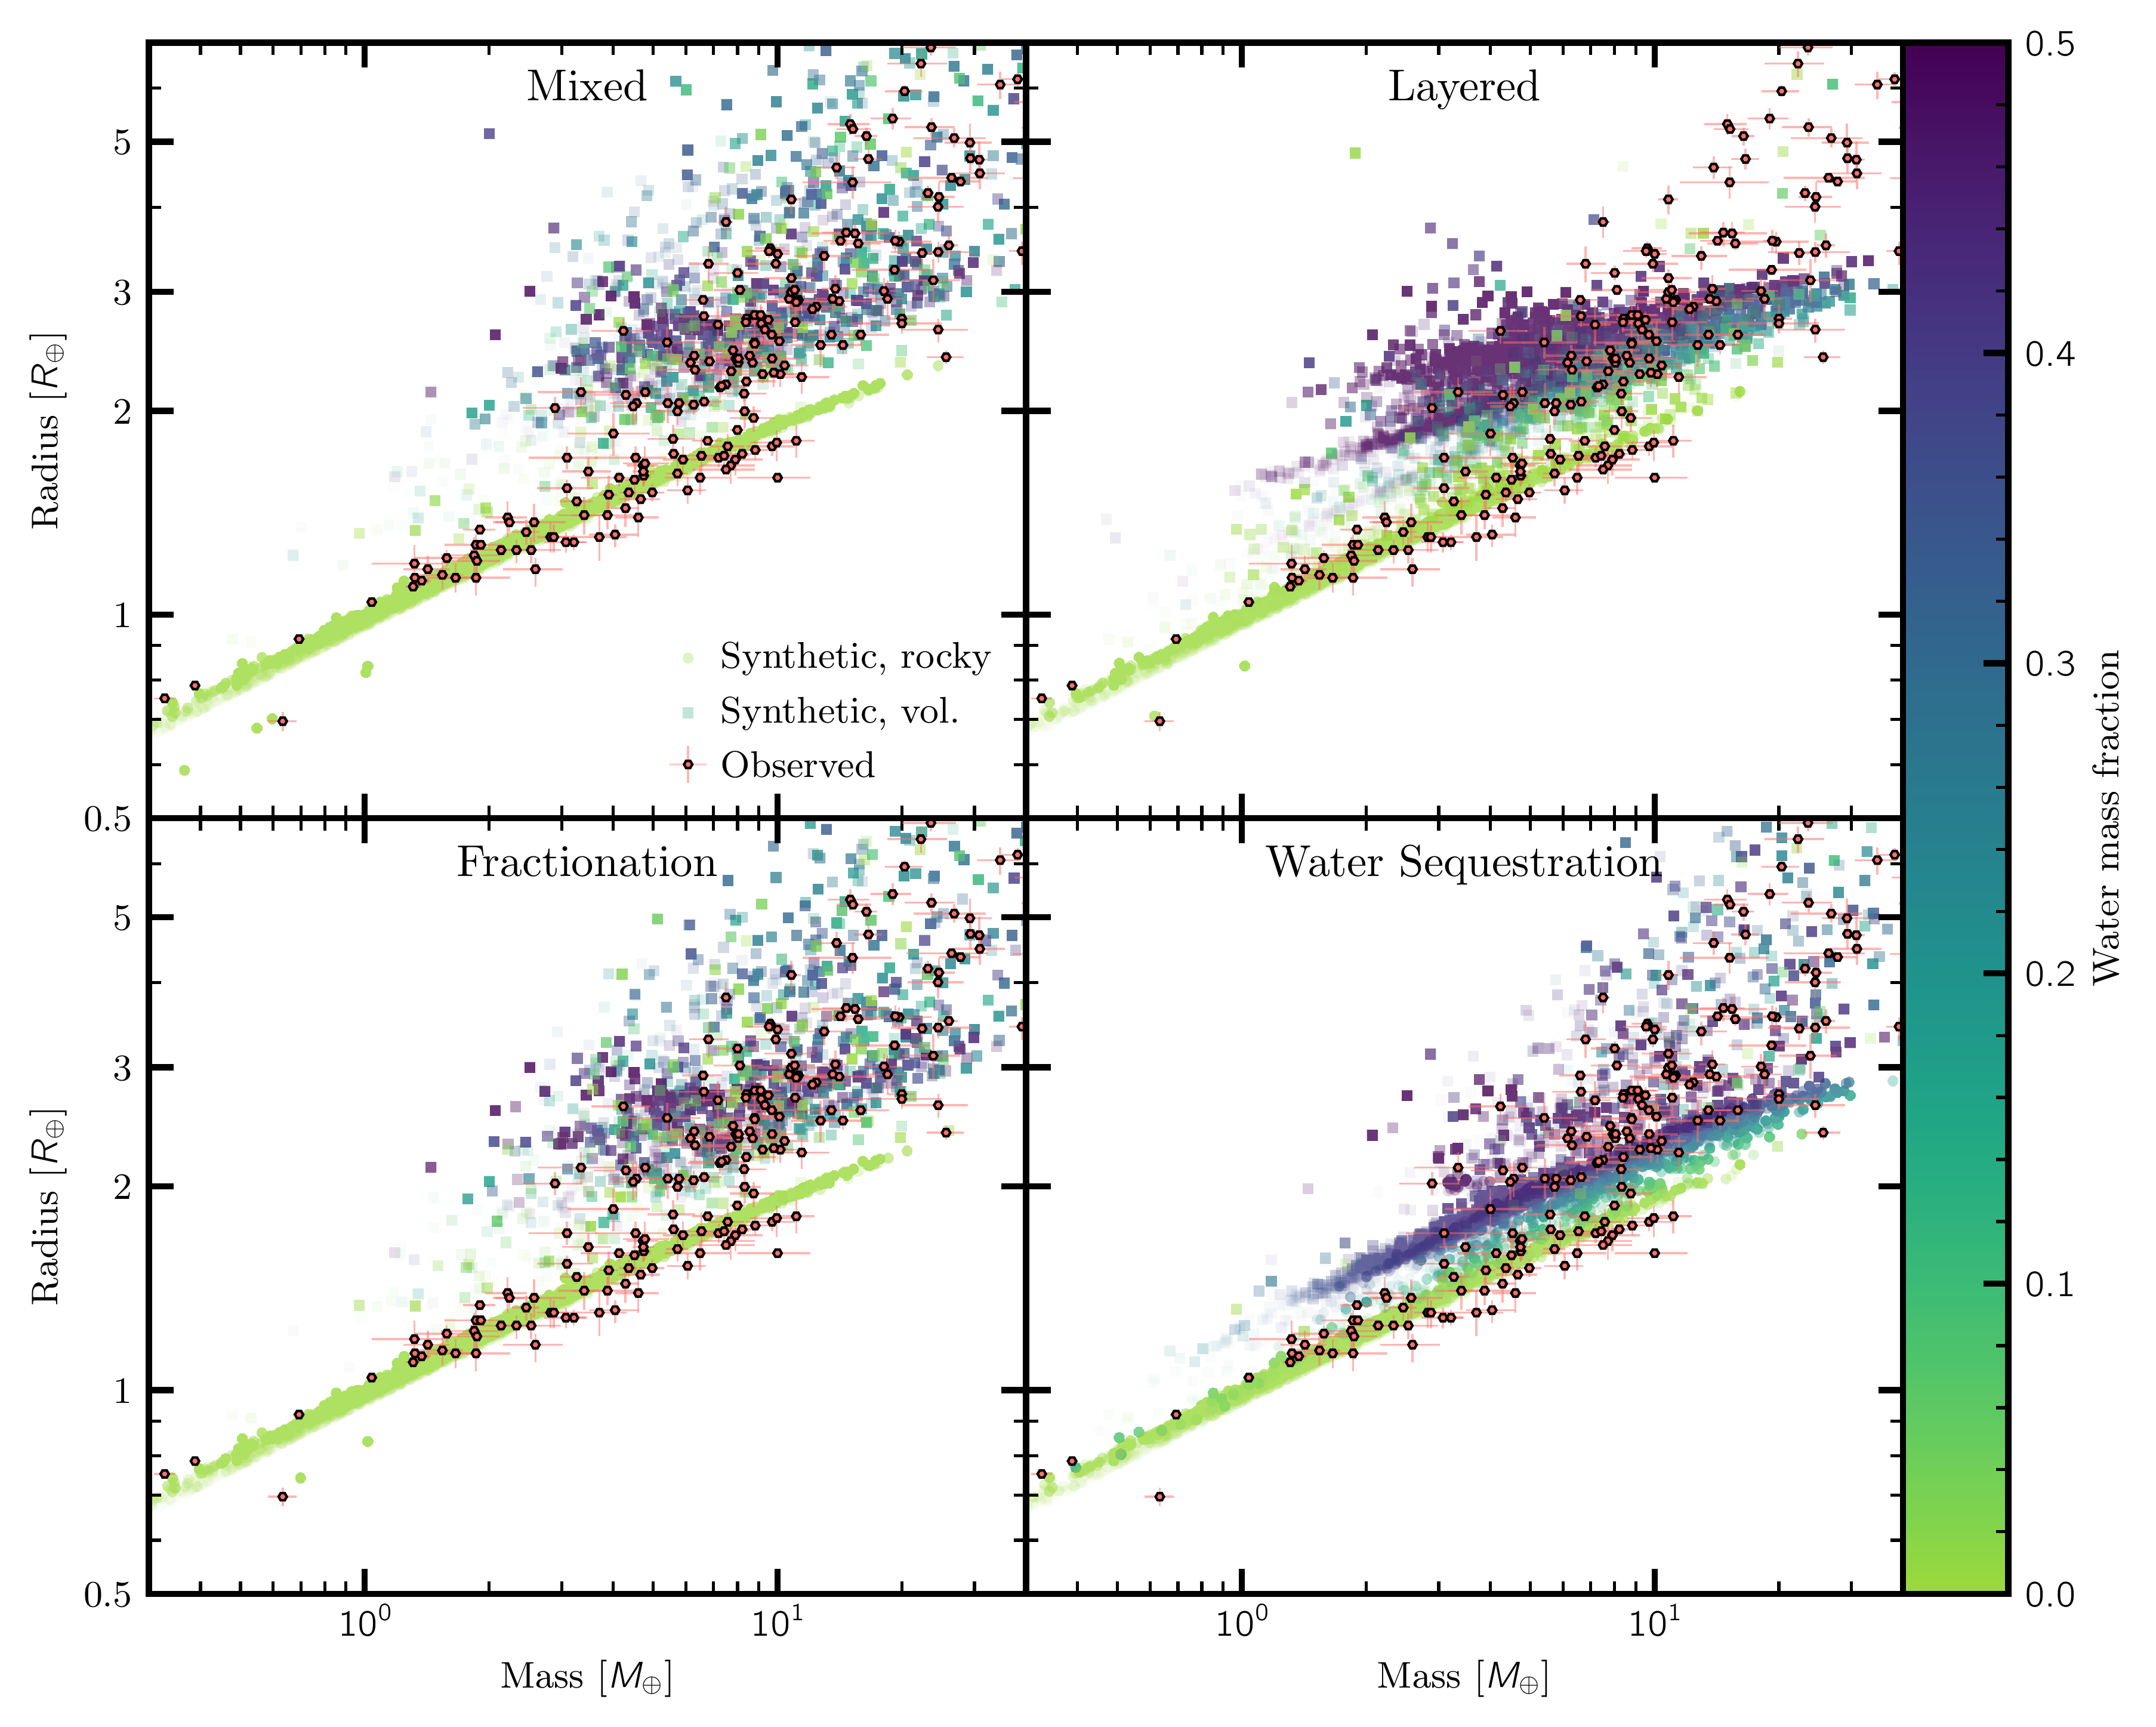 Mixed
Layered
5
3
2
1
0.5
Radius [R⊕]
Synthetic, rocky
Synthetic, vol.
Observed
Fractionation
Water Sequestration
5
3
2
1
0.5
Radius [R⊕]
10⁰
10¹
10⁰
10¹
Mass [M⊕]
Mass [M⊕]
0.5
0.4
0.3
0.2
0.1
0.0
Water mass fraction